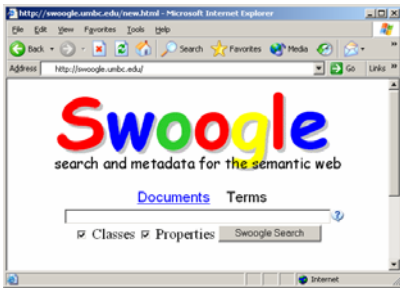 http://swoogle.umbc.edu/new.html - Microsoft Internet Explorer
File Edit View Favorites Tools Help
Back Search Favorites Media
Address http://swoogle.umbc.edu/ Go Links
Swoogle
search and metadata for the semantic web
Documents Terms
Classes Properties Swoogle Search
Internet